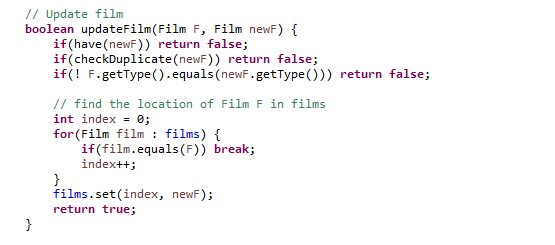 // Update film
boolean updateFilm(Film F, Film newF) {
    if(have(newF)) return false;
    if(checkDuplicate(newF)) return false;
    if(! F.getType().equals(newF.getType())) return false;

    // find the location of Film F in films
    int index = 0;
    for(Film film : films) {
        if(film.equals(F)) break;
        index++;
    }
    films.set(index, newF);
    return true;
}